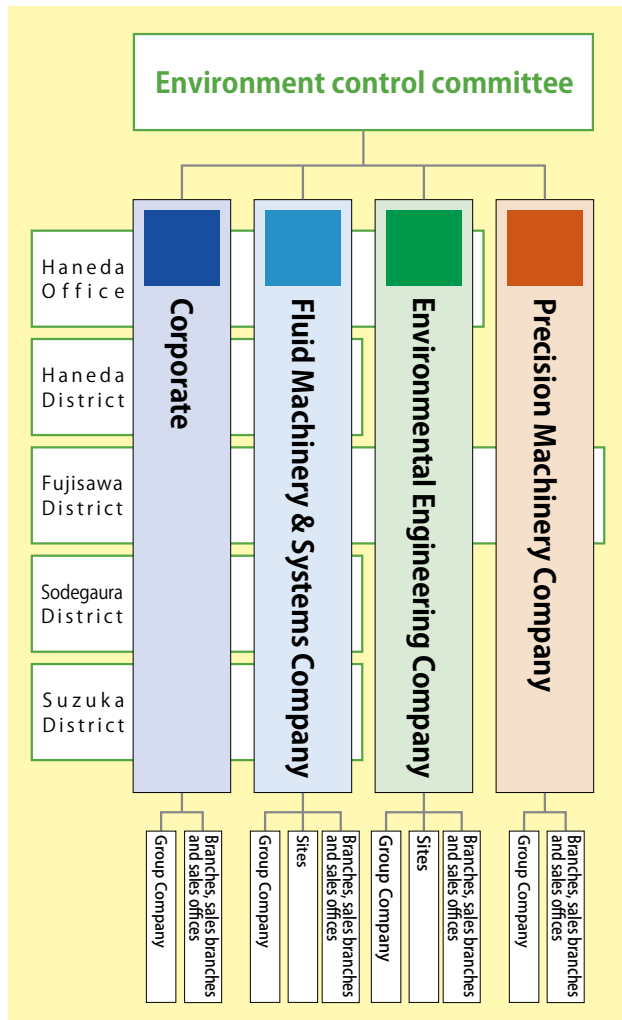 Environment control committee
Haneda
Office
Haneda
District
Fujisawa
District
Sodegaura
District
Suzuka
District
Corporate
Fluid Machinery & Systems Company
Environmental Engineering Company
Precision Machinery Company
Group Company
Branches, sales branches
and sales offices
Group Company
Sites
Branches, sales branches
and sales offices
Group Company
Sites
Branches, sales branches
and sales offices
Group Company
Branches, sales branches
and sales offices